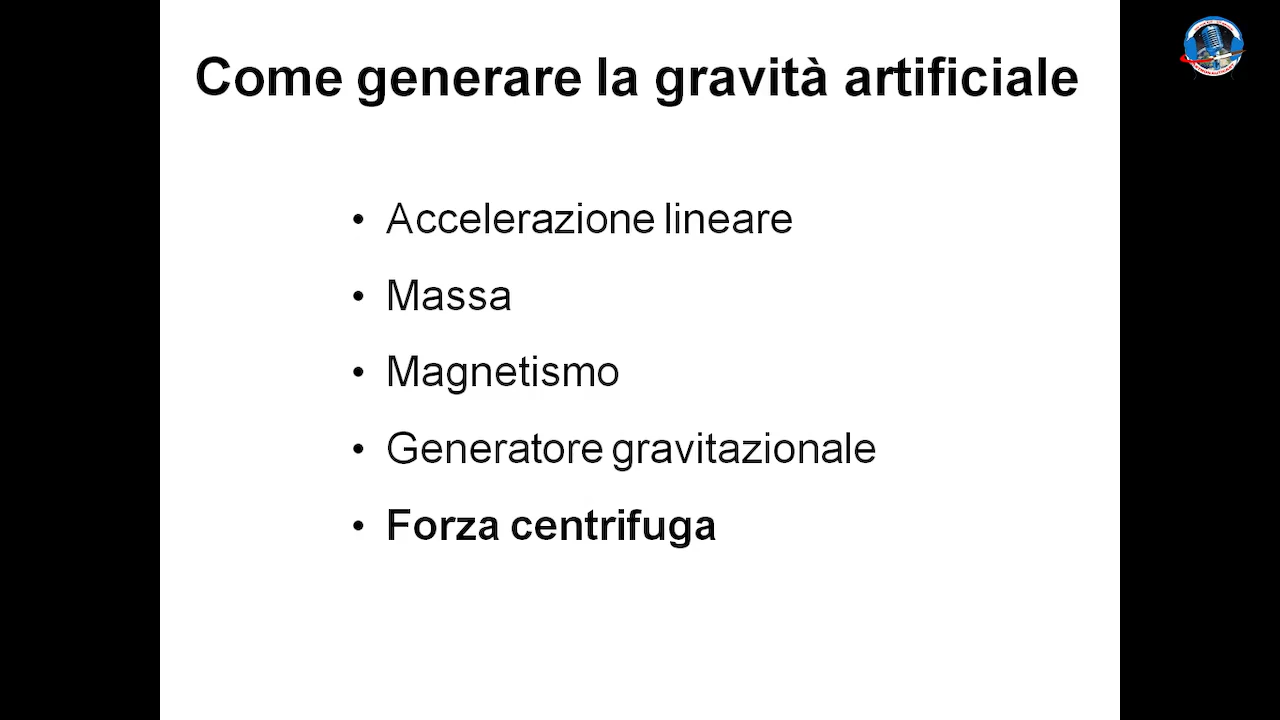 Come generare la gravità artificiale
• Accelerazione lineare
• Massa
• Magnetismo
• Generatore gravitazionale
• Forza centrifuga